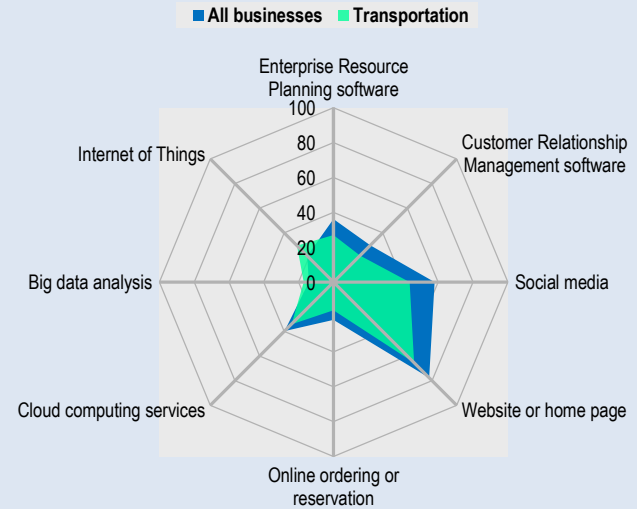 All businesses Transportation
Enterprise Resource
Planning software
100
80
60
40
20
0
Customer Relationship
Management software
Internet of Things
Big data analysis
Social media
Cloud computing services
Website or home page
Online ordering or
reservation